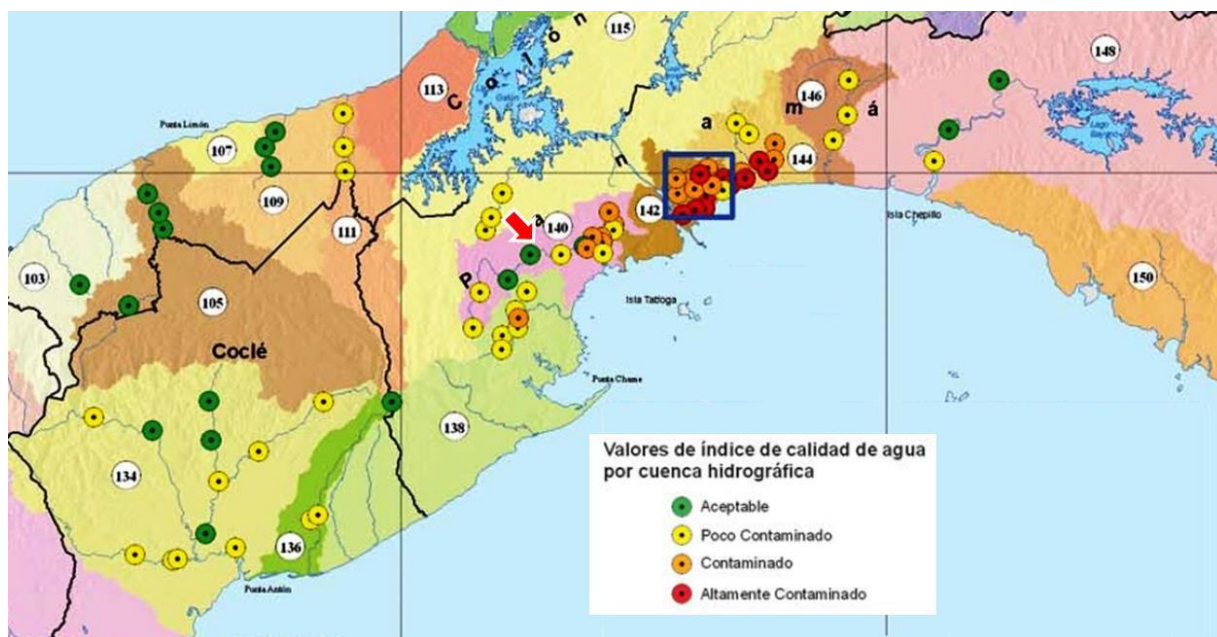 115
148
C o l ó n
113
146
Punta Limón
a m á
107
144
109
142
Isla Chepillo
111
a
140
103
P
150
105
Isla Taboga
Coclé
Punta Chame
138
Valores de índice de calidad de agua
por cuenca hidrográfica
134
Aceptable
Poco Contaminado
136
Contaminado
Punta Antón
Altamente Contaminado